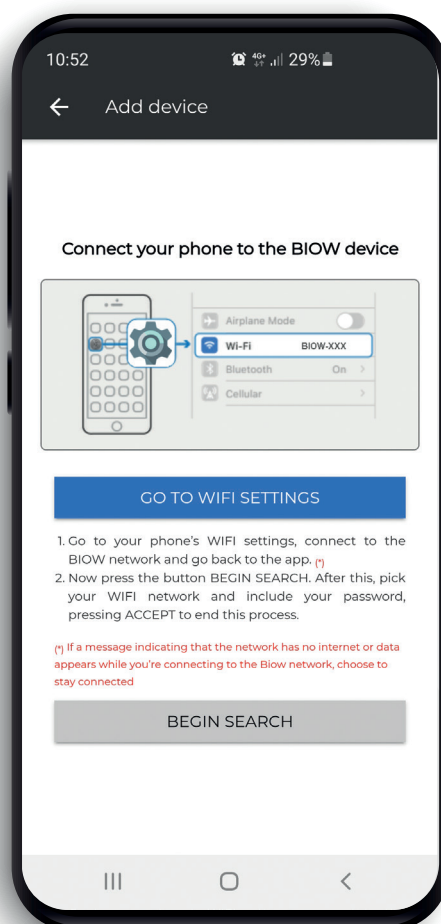 10:52
4G+ 29%
Add device
Connect your phone to the BIOW device
Airplane Mode
Wi-Fi BIOW-XXX
Bluetooth On
Cellular
GO TO WIFI SETTINGS
1. Go to your phone's WIFI settings, connect to the
BIOW network and go back to the app. (*)
2. Now press the button BEGIN SEARCH. After this, pick
your WIFI network and include your password,
pressing ACCEPT to end this process.
(*) If a message indicating that the network has no internet or data
appears while you're connecting to the Biow network, choose to
stay connected
BEGIN SEARCH